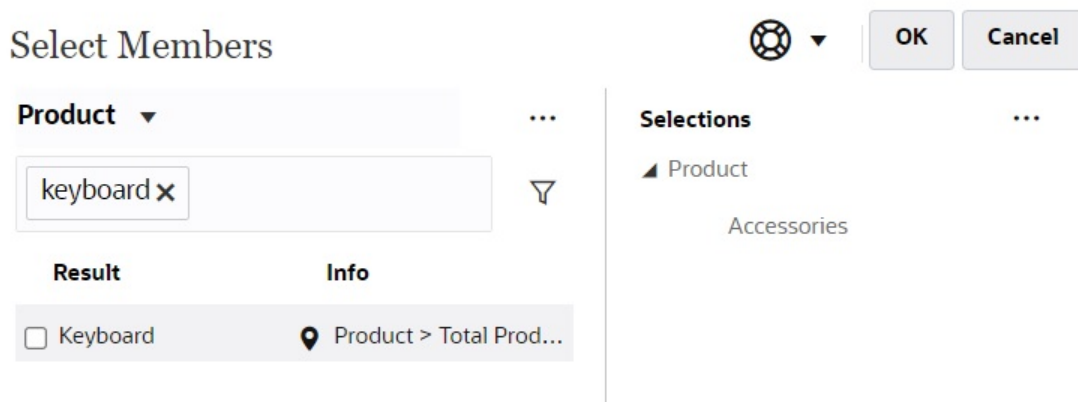 Select Members
OK
Cancel
Product
...
keyboard
Result
Info
Keyboard
Product > Total Prod...
Selections
...
Product
Accessories